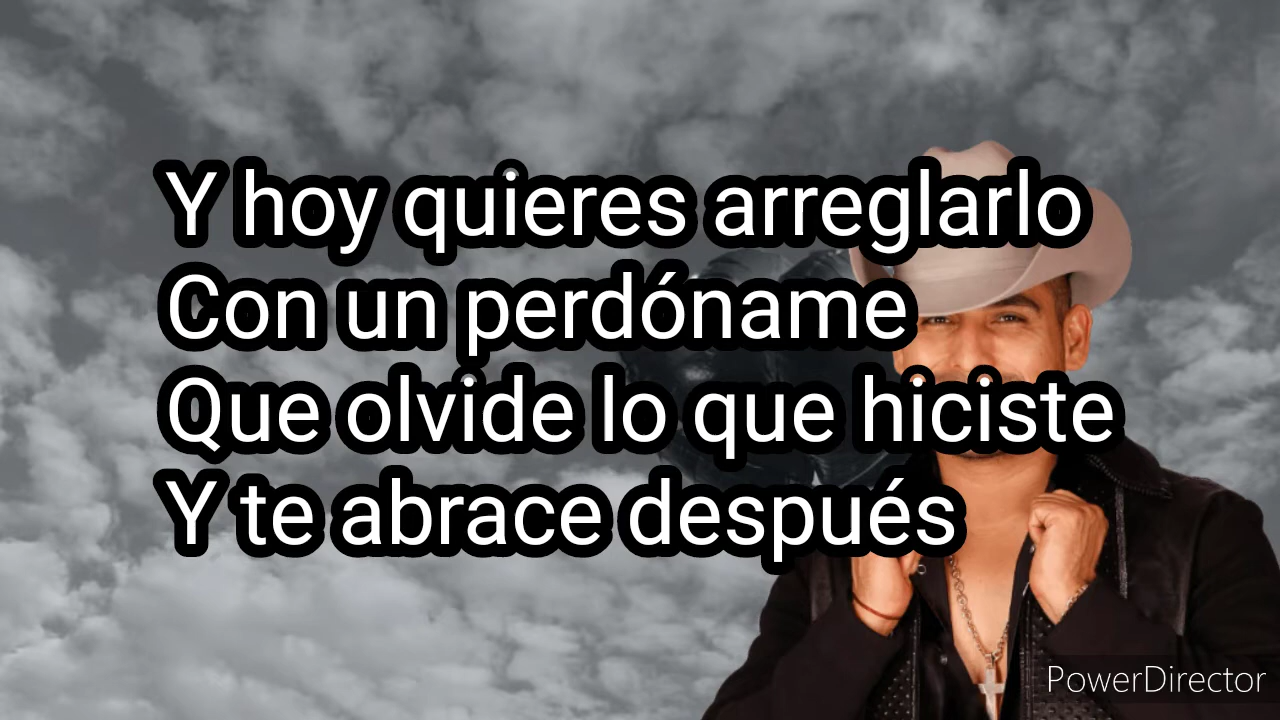 Y hoy quieres arreglarlo
Con un perdóname
Que olvide lo que hiciste
Y te abrace después
PowerDirector